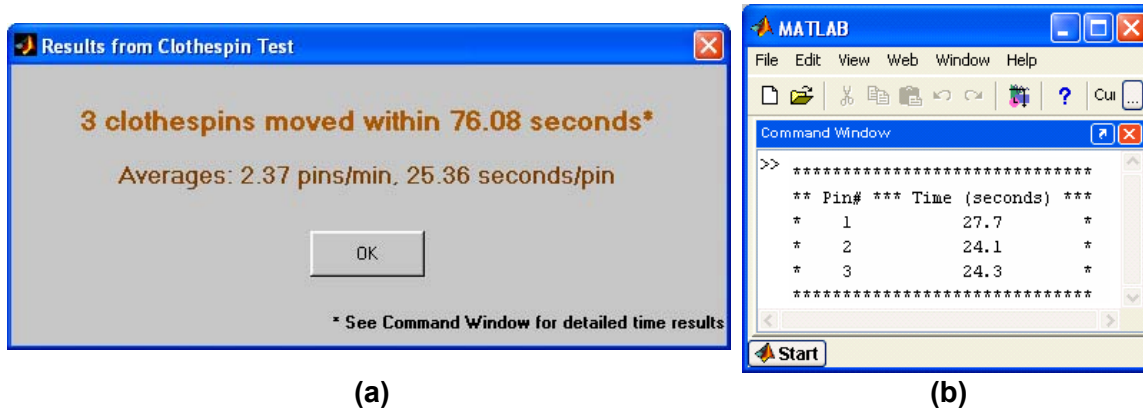 Results from Clothespin Test
3 clothespins moved within 76.08 seconds*
Averages: 2.37 pins/min, 25.36 seconds/pin
OK
* See Command Window for detailed time results
(a)
MATLAB
File Edit View Web Window Help
? Cur ...
Command Window
>> ******************************
** Pin# *** Time (seconds) ***
* 1 27.7 *
* 2 24.1 *
* 3 24.3 *
******************************
Start
(b)